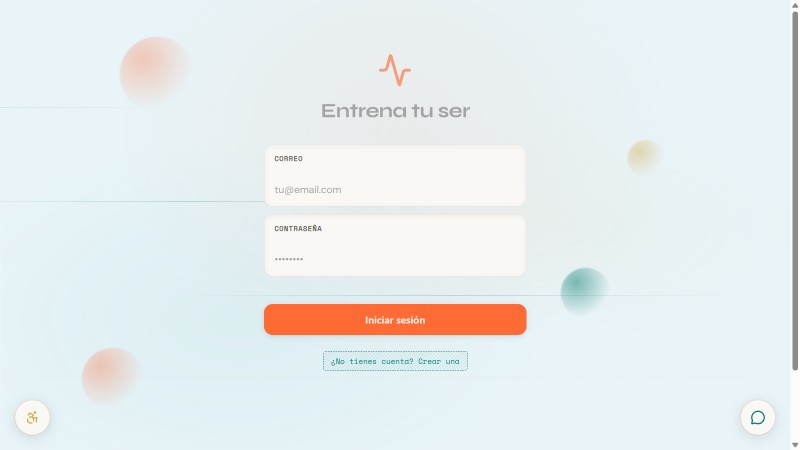 Entrena tu ser
CORREO
tu@email.com
CONTRASEÑA
••••••••
Iniciar sesión
¿No tienes cuenta? Crear una